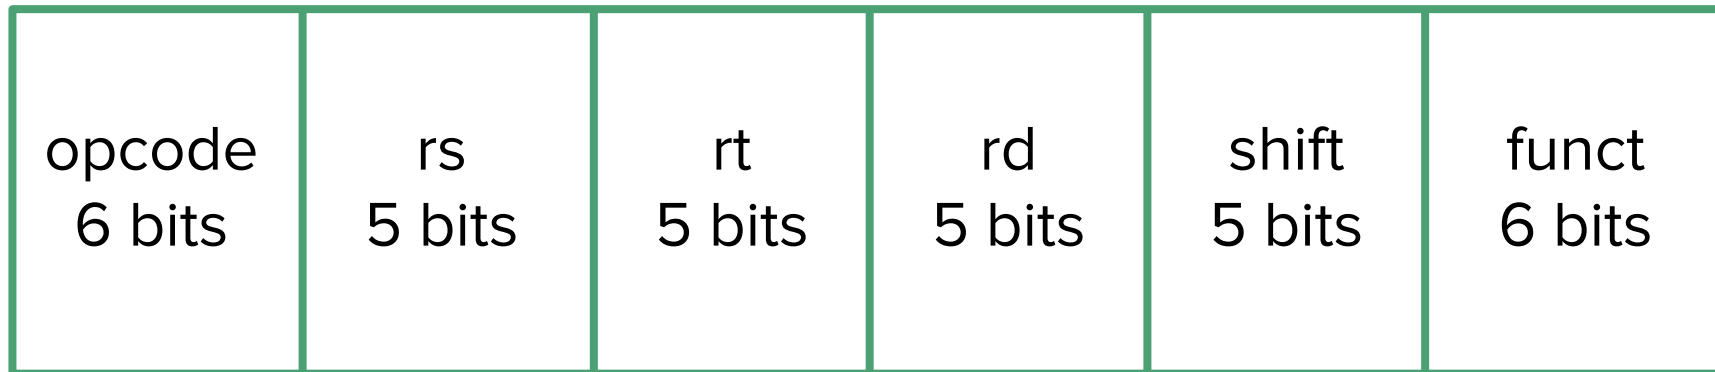 opcode
6 bits
rs
5 bits
rt
5 bits
rd
5 bits
shift
5 bits
funct
6 bits